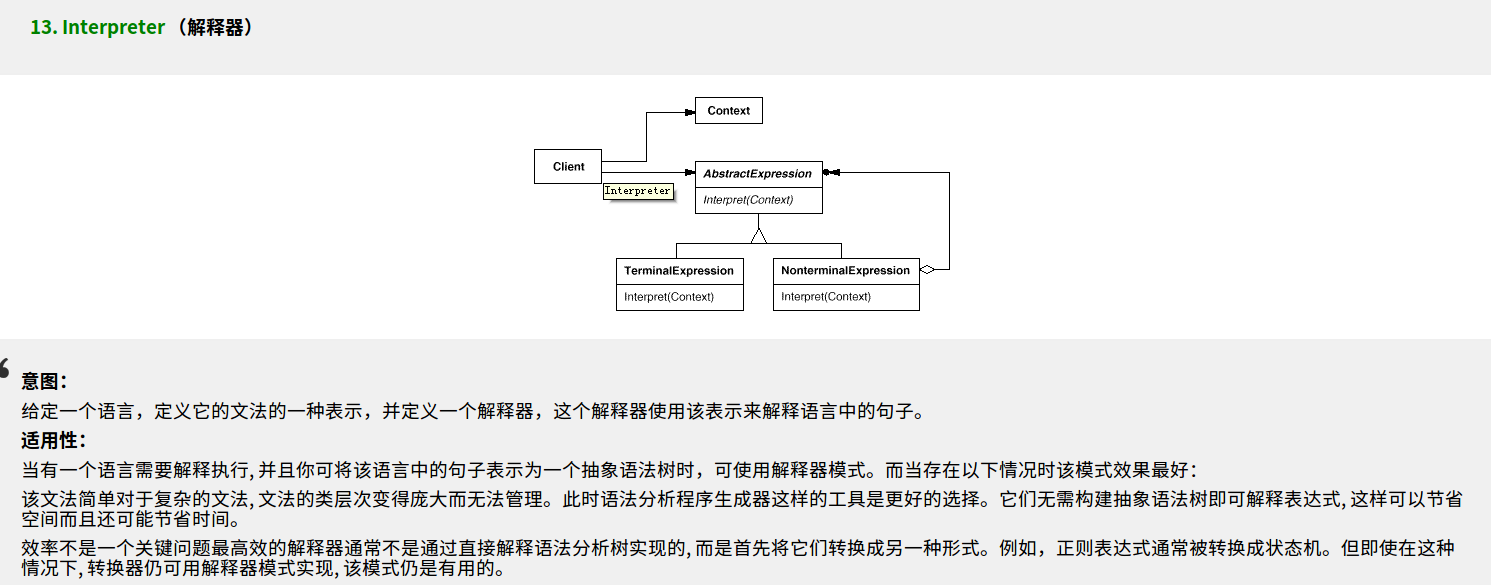 13. Interpreter（解释器）
Context
Client
AbstractExpression
Interpreter
Interpret(Context)
TerminalExpression
NonterminalExpression
Interpret(Context)
Interpret(Context)
意图：
给定一个语言，定义它的文法的一种表示，并定义一个解释器，这个解释器使用该表示来解释语言中的句子。
适用性：
当有一个语言需要解释执行, 并且你可将该语言中的句子表示为一个抽象语法树时，可使用解释器模式。而当存在以下情况时该模式效果最好：
该文法简单对于复杂的文法, 文法的类层次变得庞大而无法管理。此时语法分析程序生成器这样的工具是更好的选择。它们无需构建抽象语法树即可解释表达式, 这样可以节省
空间而且还可能节省时间。
效率不是一个关键问题最高效的解释器通常不是通过直接解释语法分析树实现的, 而是首先将它们转换成另一种形式。例如，正则表达式通常被转换成状态机。但即使在这种
情况下, 转换器仍可用解释器模式实现, 该模式仍是有用的。